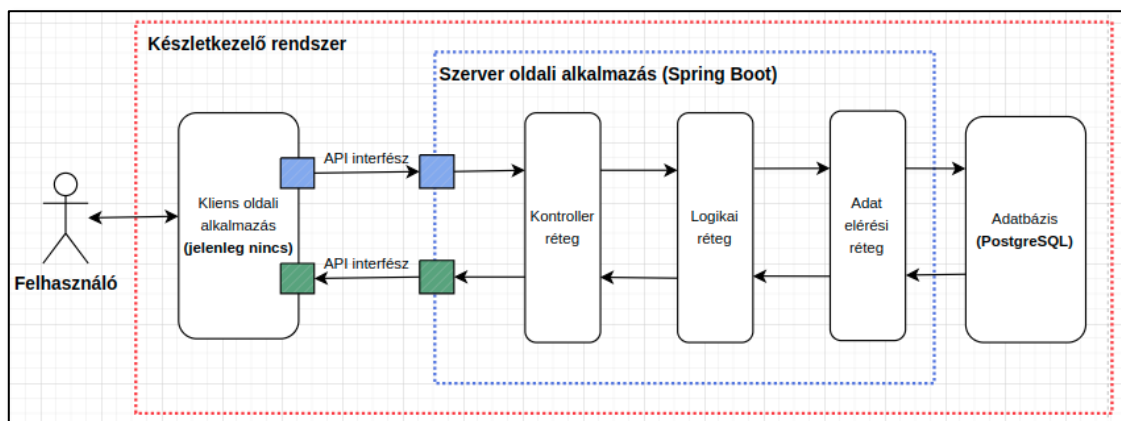 Készletkezelő rendszer
Szerver oldali alkalmazás (Spring Boot)
API interfész
Kliens oldali
alkalmazás
(jelenleg nincs)
Kontroller
réteg
Logikai
réteg
Adat
elérési
réteg
Adatbázis
(PostgreSQL)
API interfész
Felhasználó